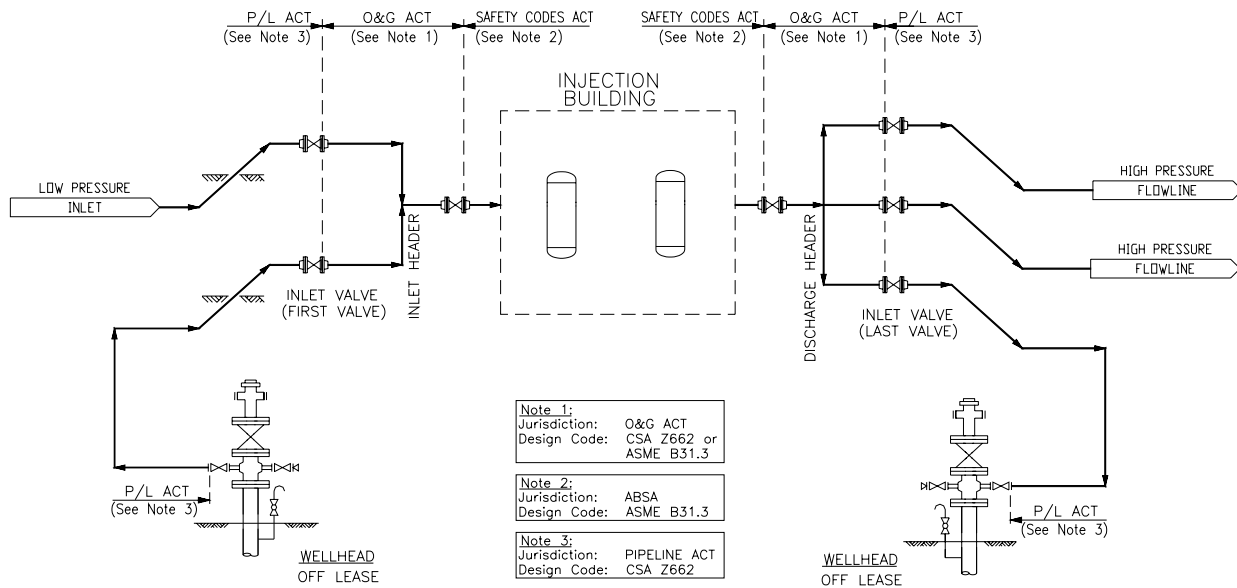 P/L ACT
(See Note 3)
O&G ACT
(See Note 1)
SAFETY CODES ACT
(See Note 2)
SAFETY CODES ACT
(See Note 2)
O&G ACT
(See Note 1)
P/L ACT
(See Note 3)
INJECTION
BUILDING
LOW PRESSURE
INLET
HIGH PRESSURE
FLOWLINE
HIGH PRESSURE
FLOWLINE
INLET VALVE
(FIRST VALVE)
INLET HEADER
DISCHARGE HEADER
INLET VALVE
(LAST VALVE)
P/L ACT
(See Note 3)
WELLHEAD
OFF LEASE
Note 1:
Jurisdiction: O&G ACT
Design Code: CSA Z662 or
ASME B31.3
Note 2:
Jurisdiction: ABSA
Design Code: ASME B31.3
Note 3:
Jurisdiction: PIPELINE ACT
Design Code: CSA Z662
P/L ACT
(See Note 3)
WELLHEAD
OFF LEASE